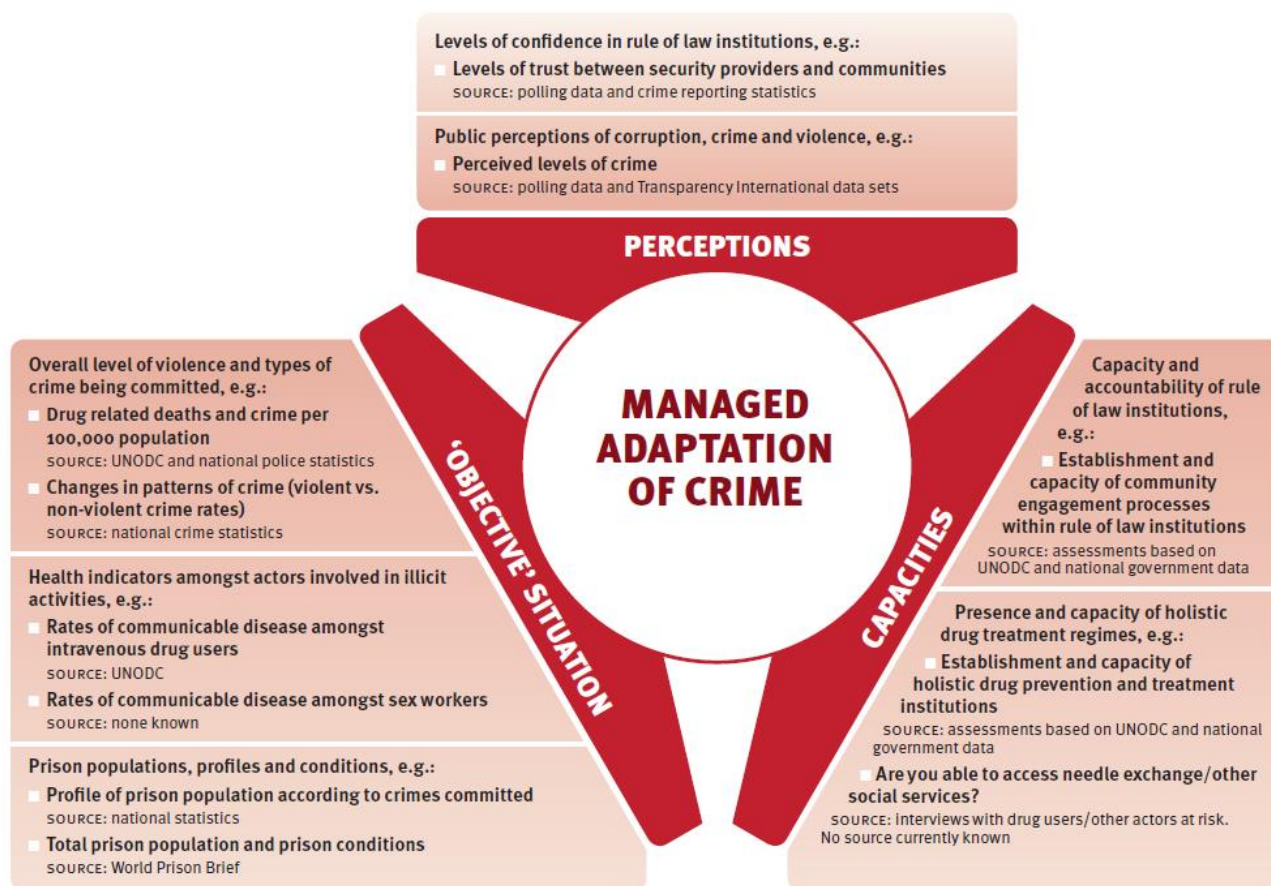 Levels of confidence in rule of law institutions, e.g.:
Levels of trust between security providers and communities
SOURCE: polling data and crime reporting statistics
Public perceptions of corruption, crime and violence, e.g.:
Perceived levels of crime
SOURCE: polling data and Transparency International data sets
PERCEPTIONS
MANAGED
ADAPTATION
OF CRIME
‘OBJECTIVE’ SITUATION
Overall level of violence and types of
crime being committed, e.g.:
Drug related deaths and crime per
100,000 population
SOURCE: UNODC and national police statistics
Changes in patterns of crime (violent vs.
non-violent crime rates)
SOURCE: national crime statistics
Health indicators amongst actors involved in illicit
activities, e.g.:
Rates of communicable disease amongst
intravenous drug users
SOURCE: UNODC
Rates of communicable disease amongst sex workers
SOURCE: none known
Prison populations, profiles and conditions, e.g.:
Profile of prison population according to crimes committed
SOURCE: national statistics
Total prison population and prison conditions
SOURCE: World Prison Brief
CAPACITIES
Capacity and
accountability of rule
of law institutions,
e.g.:
Establishment and
capacity of community
engagement processes
within rule of law institutions
SOURCE: assessments based on
UNODC and national government data
Presence and capacity of holistic
drug treatment regimes, e.g.:
Establishment and capacity of
holistic drug prevention and treatment
institutions
SOURCE: assessments based on UNODC and national
government data
Are you able to access needle exchange/other
social services?
SOURCE: interviews with drug users/other actors at risk.
No source currently known